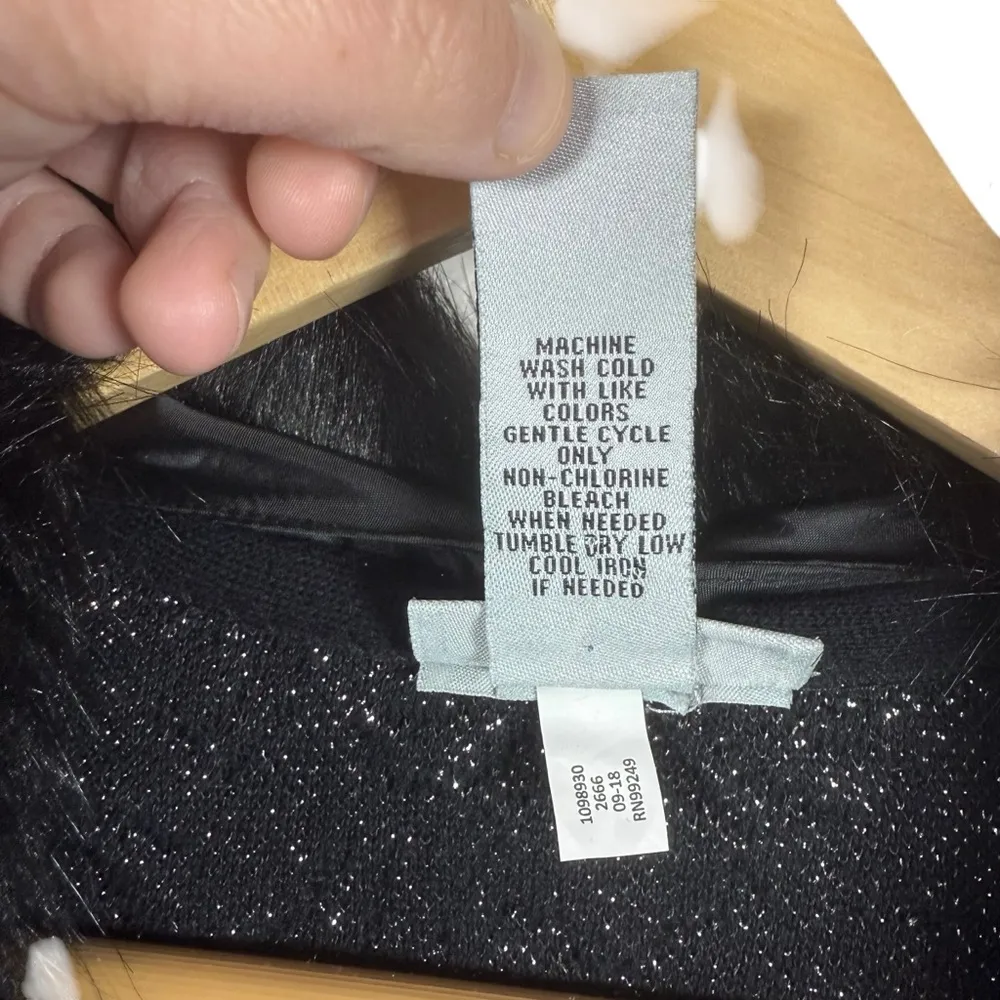 MACHINE
WASH COLD
WITH LIKE
COLORS
GENTLE CYCLE
ONLY
NON-CHLORINE
BLEACH
WHEN NEEDED
TUMBLE DRY LOW
COOL IRON
IF NEEDED
1098930
2666
09-18
RN99249